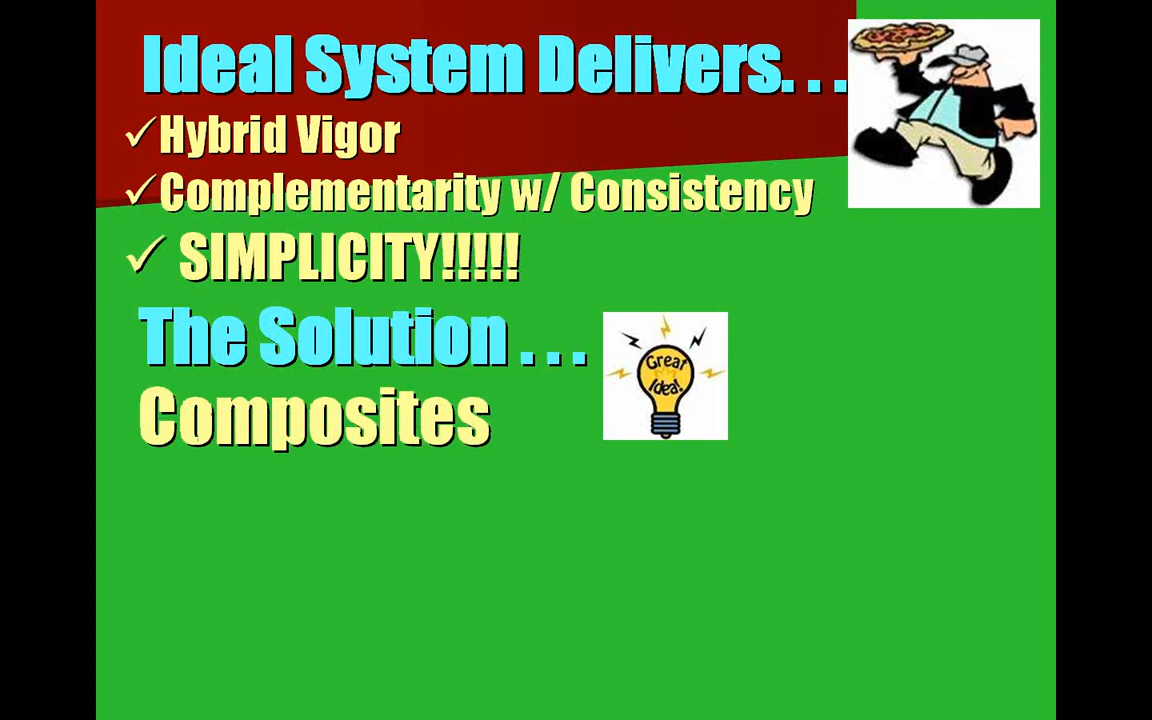 Ideal System Delivers. . .
✓Hybrid Vigor
✓Complementarity w/ Consistency
✓ SIMPLICITY!!!!!
The Solution . . .
Great
Idea!
Composites